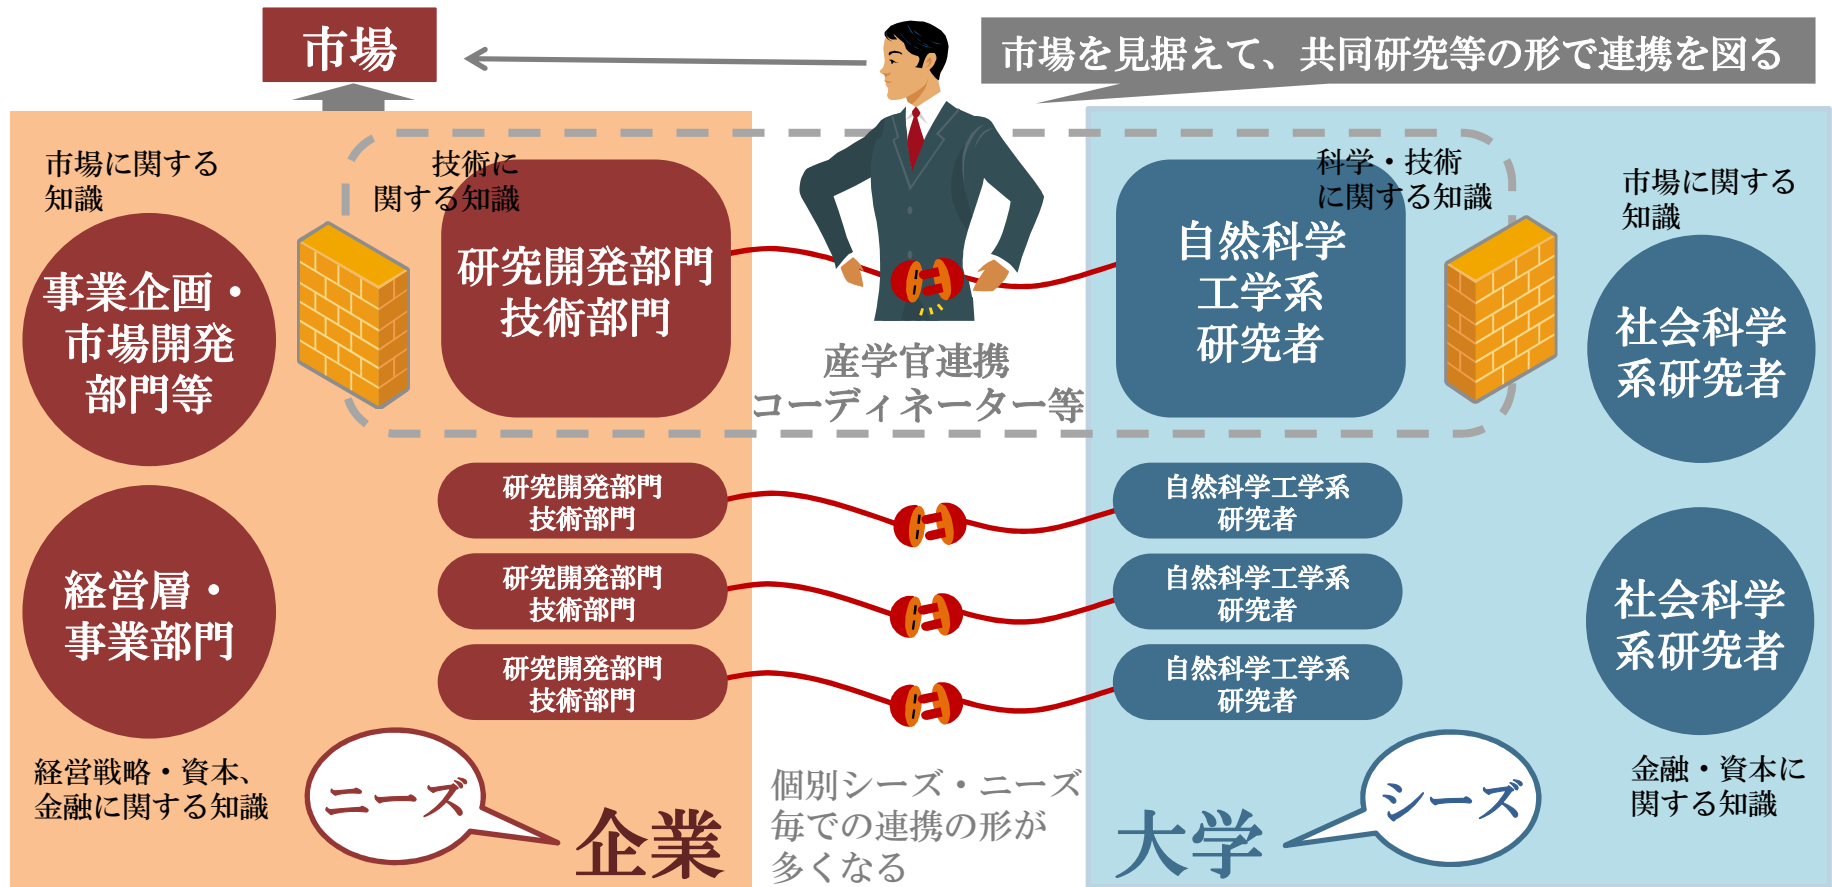 市場
市場を見据えて、共同研究等の形で連携を図る
市場に関する
知識
技術に
関する知識
事業企画・
市場開発
部門等
研究開発部門
技術部門
産学官連携
コーディネーター等
科学・技術
に関する知識
自然科学
工学系
研究者
市場に関する
知識
社会科学
系研究者
研究開発部門
技術部門
自然科学工学系
研究者
研究開発部門
技術部門
自然科学工学系
研究者
研究開発部門
技術部門
自然科学工学系
研究者
経営層・
事業部門
社会科学
系研究者
経営戦略・資本、
金融に関する知識
ニーズ
企業
個別シーズ・ニーズ
毎での連携の形が
多くなる
大学
シーズ
金融・資本に
関する知識